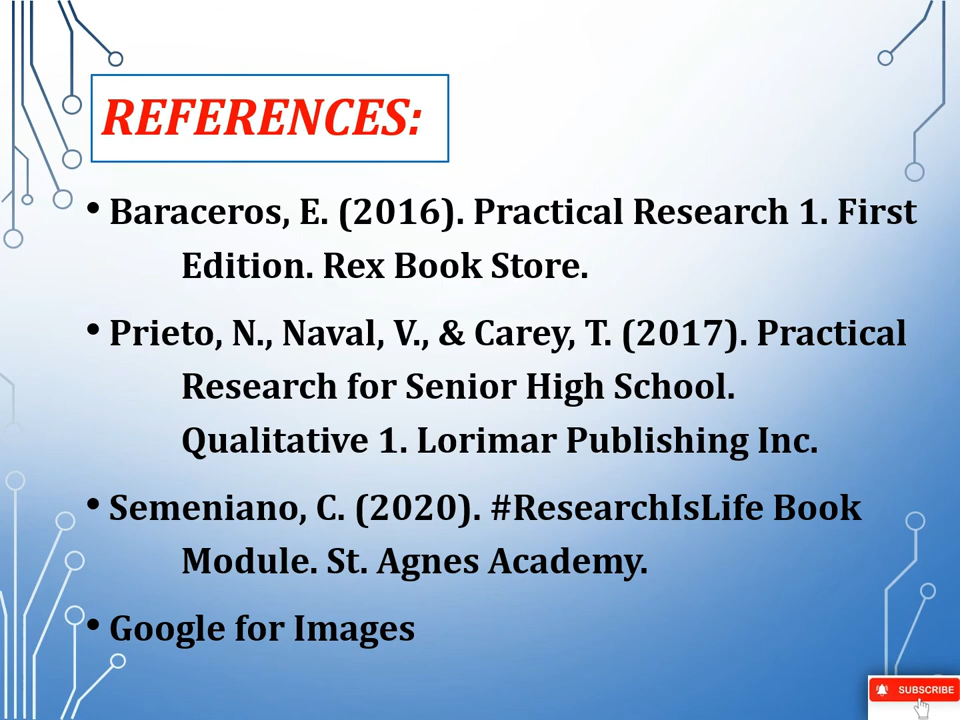 REFERENCES:
• Baraceros, E. (2016). Practical Research 1. First
Edition. Rex Book Store.
• Prieto, N., Naval, V., & Carey, T. (2017). Practical
Research for Senior High School.
Qualitative 1. Lorimar Publishing Inc.
• Semeniano, C. (2020). #ResearchIsLife Book
Module. St. Agnes Academy.
• Google for Images
SUBSCRIBE